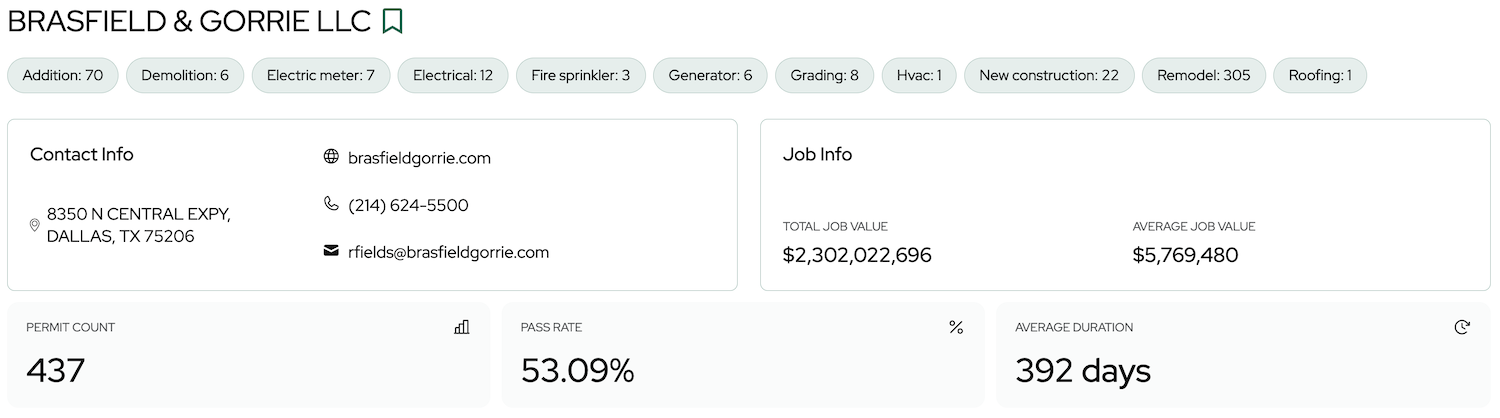 BRASFIELD & GORRIE LLC
Addition: 70 Demolition: 6 Electric meter: 7 Electrical: 12 Fire sprinkler: 3 Generator: 6 Grading: 8 Hvac: 1 New construction: 22 Remodel: 305 Roofing: 1
Contact Info
8350 N CENTRAL EXPY,
DALLAS, TX 75206
brasfieldgorrie.com
(214) 624-5500
rfields@brasfieldgorrie.com
Job Info
TOTAL JOB VALUE
$2,302,022,696
AVERAGE JOB VALUE
$5,769,480
PERMIT COUNT
437
PASS RATE
%
53.09%
AVERAGE DURATION
392 days